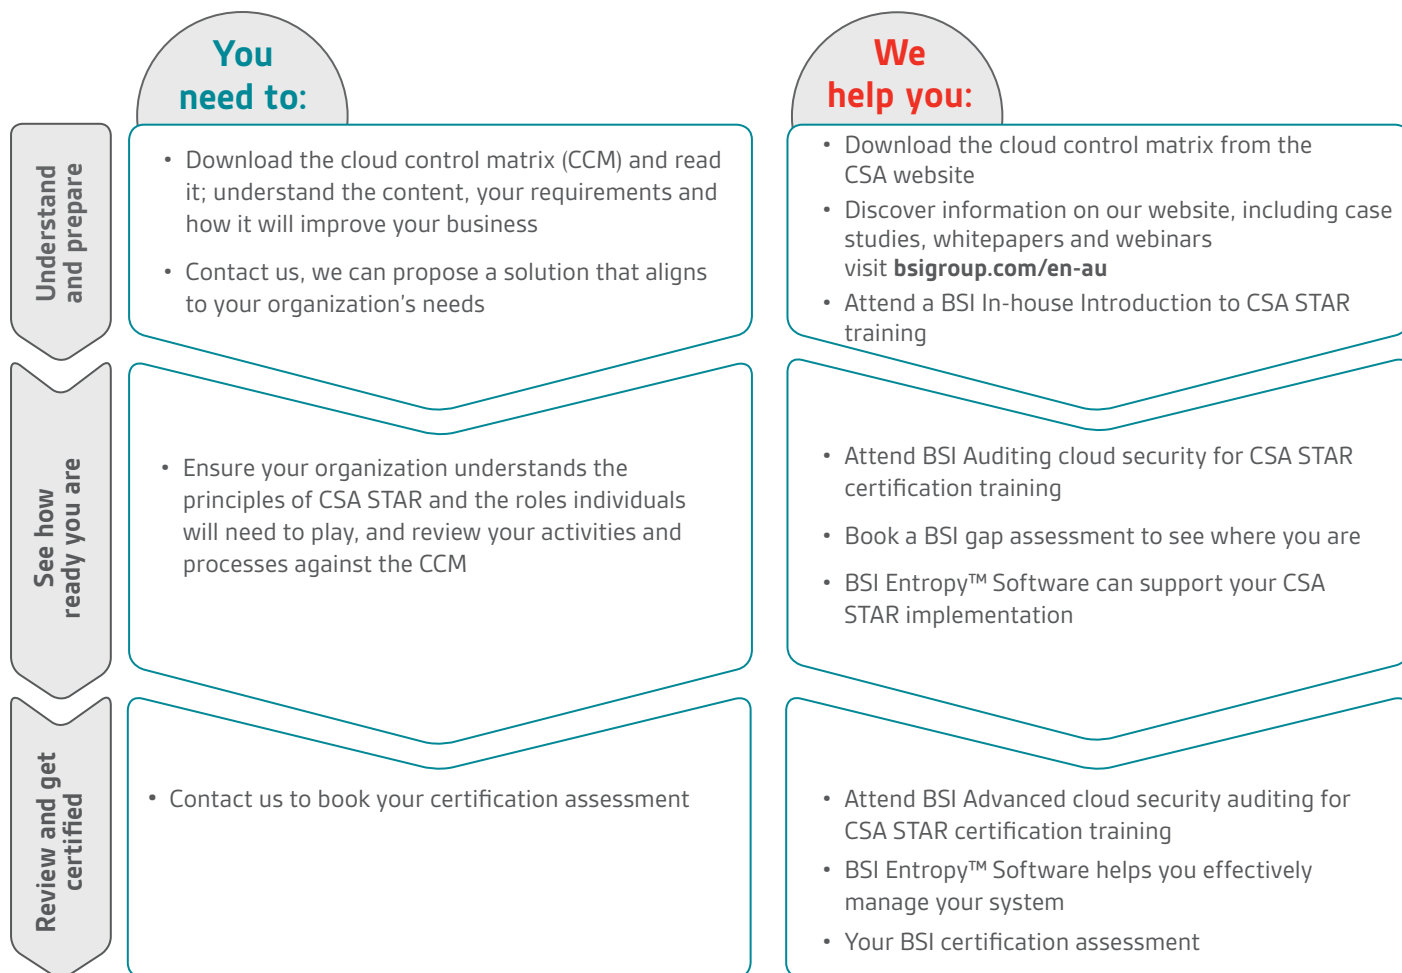 You
need to:
We
help you:
Understand
and prepare
• Download the cloud control matrix (CCM) and read
it; understand the content, your requirements and
how it will improve your business
• Contact us, we can propose a solution that aligns
to your organization's needs
• Download the cloud control matrix from the
CSA website
• Discover information on our website, including case
studies, whitepapers and webinars
visit bsigroup.com/en-au
• Attend a BSI In-house Introduction to CSA STAR
training
See how
ready you are
• Ensure your organization understands the
principles of CSA STAR and the roles individuals
will need to play, and review your activities and
processes against the CCM
• Attend BSI Auditing cloud security for CSA STAR
certification training
• Book a BSI gap assessment to see where you are
• BSI Entropy™ Software can support your CSA
STAR implementation
Review and get
certified
• Contact us to book your certification assessment
• Attend BSI Advanced cloud security auditing for
CSA STAR certification training
• BSI Entropy™ Software helps you effectively
manage your system
• Your BSI certification assessment